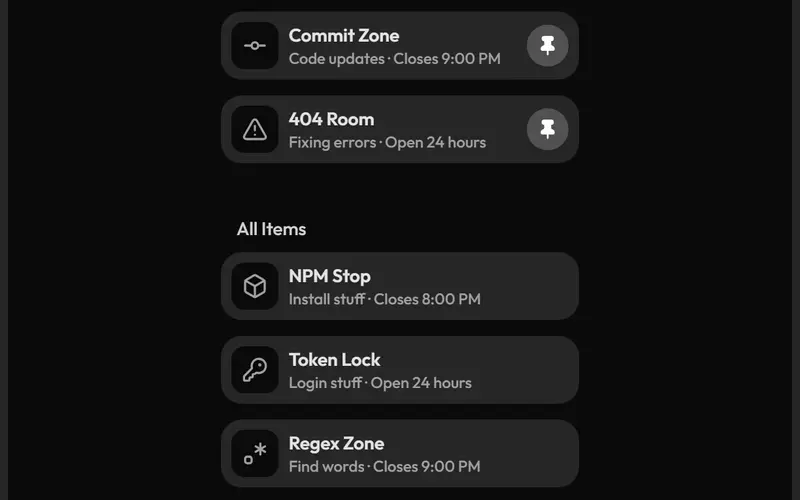 Commit Zone
Code updates · Closes 9:00 PM
404 Room
Fixing errors · Open 24 hours
All Items
NPM Stop
Install stuff · Closes 8:00 PM
Token Lock
Login stuff · Open 24 hours
Regex Zone
Find words · Closes 9:00 PM